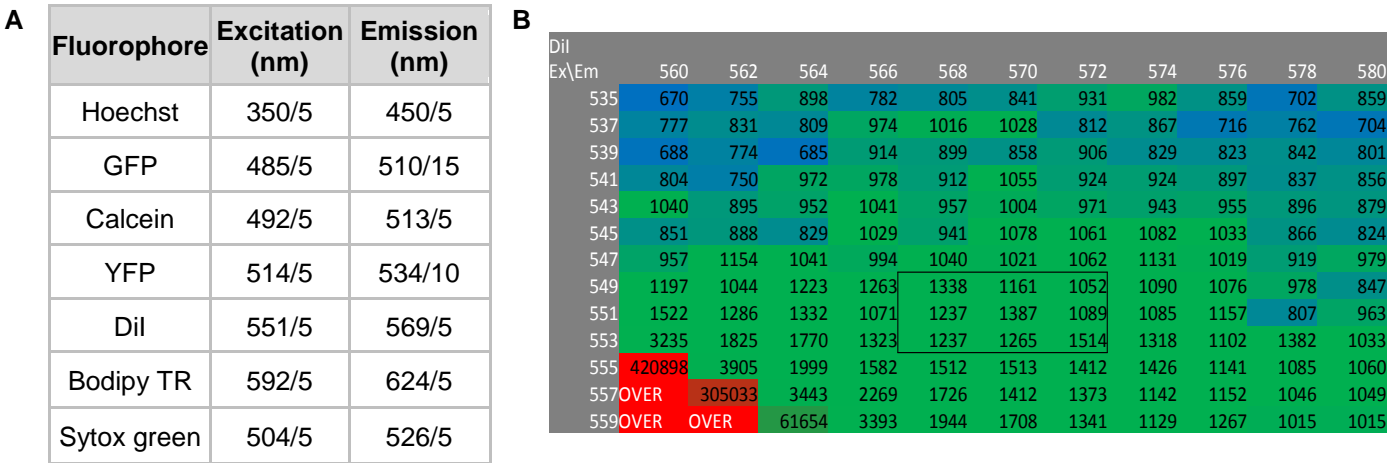 A
Fluorophore Excitation (nm) Emission (nm)
Hoechst 350/5 450/5
GFP 485/5 510/15
Calcein 492/5 513/5
YFP 514/5 534/10
DiI 551/5 569/5
Bodipy TR 592/5 624/5
Sytox green 504/5 526/5
B
DiI
Ex\Em 560 562 564 566 568 570 572 574 576 578 580
535 670 755 898 782 805 841 931 982 859 702 859
537 777 831 809 974 1016 1028 812 867 716 762 704
539 688 774 685 914 899 858 906 829 823 842 801
541 804 750 972 978 912 1055 924 924 897 837 856
543 1040 895 952 1041 957 1004 971 943 955 896 879
545 851 888 829 1029 941 1078 1061 1082 1033 866 824
547 957 1154 1041 994 1040 1021 1062 1131 1019 919 979
549 1197 1044 1223 1263 1338 1161 1052 1090 1076 978 847
551 1522 1286 1332 1071 1237 1387 1089 1085 1157 807 963
553 3235 1825 1770 1323 1237 1265 1514 1318 1102 1382 1033
555 420898 3905 1999 1582 1512 1513 1412 1426 1141 1085 1060
557 OVER 305033 3443 2269 1726 1412 1373 1142 1152 1046 1049
559 OVER OVER 61654 3393 1944 1708 1341 1129 1267 1015 1015